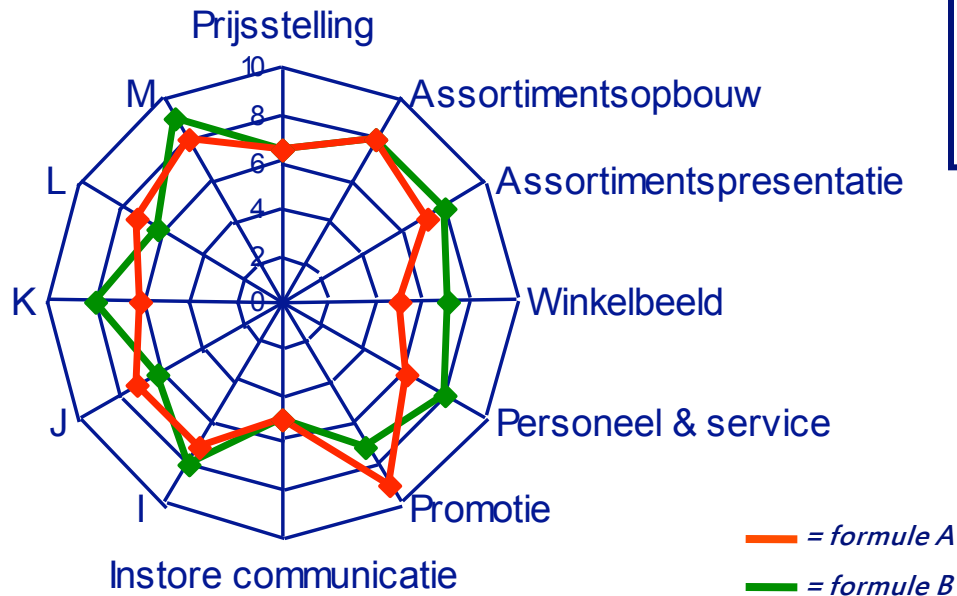 Prijsstelling
10
M
Assortimentsopbouw
8
6
L
Assortimentspresentatie
4
2
K
0
Winkelbeeld
J
Personeel & service
I
Promotie
Instore communicatie
= formule A
= formule B